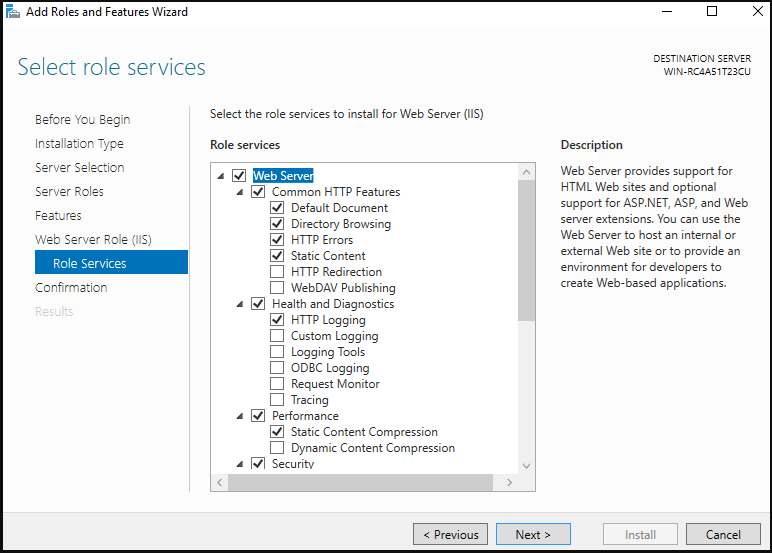 Add Roles and Features Wizard
Select role services
DESTINATION SERVER
WIN-RC4A51T23CU
Before You Begin
Installation Type
Server Selection
Server Roles
Features
Web Server Role (IIS)
Role Services
Confirmation
Results
Select the role services to install for Web Server (IIS)
Role services
Web Server
Common HTTP Features
Default Document
Directory Browsing
HTTP Errors
Static Content
HTTP Redirection
WebDAV Publishing
Health and Diagnostics
HTTP Logging
Custom Logging
Logging Tools
ODBC Logging
Request Monitor
Tracing
Performance
Static Content Compression
Dynamic Content Compression
Security
Description
Web Server provides support for
HTML Web sites and optional
support for ASP.NET, ASP, and Web
server extensions. You can use the
Web Server to host an internal or
external Web site or to provide an
environment for developers to
create Web-based applications.
< Previous
Next >
Install
Cancel